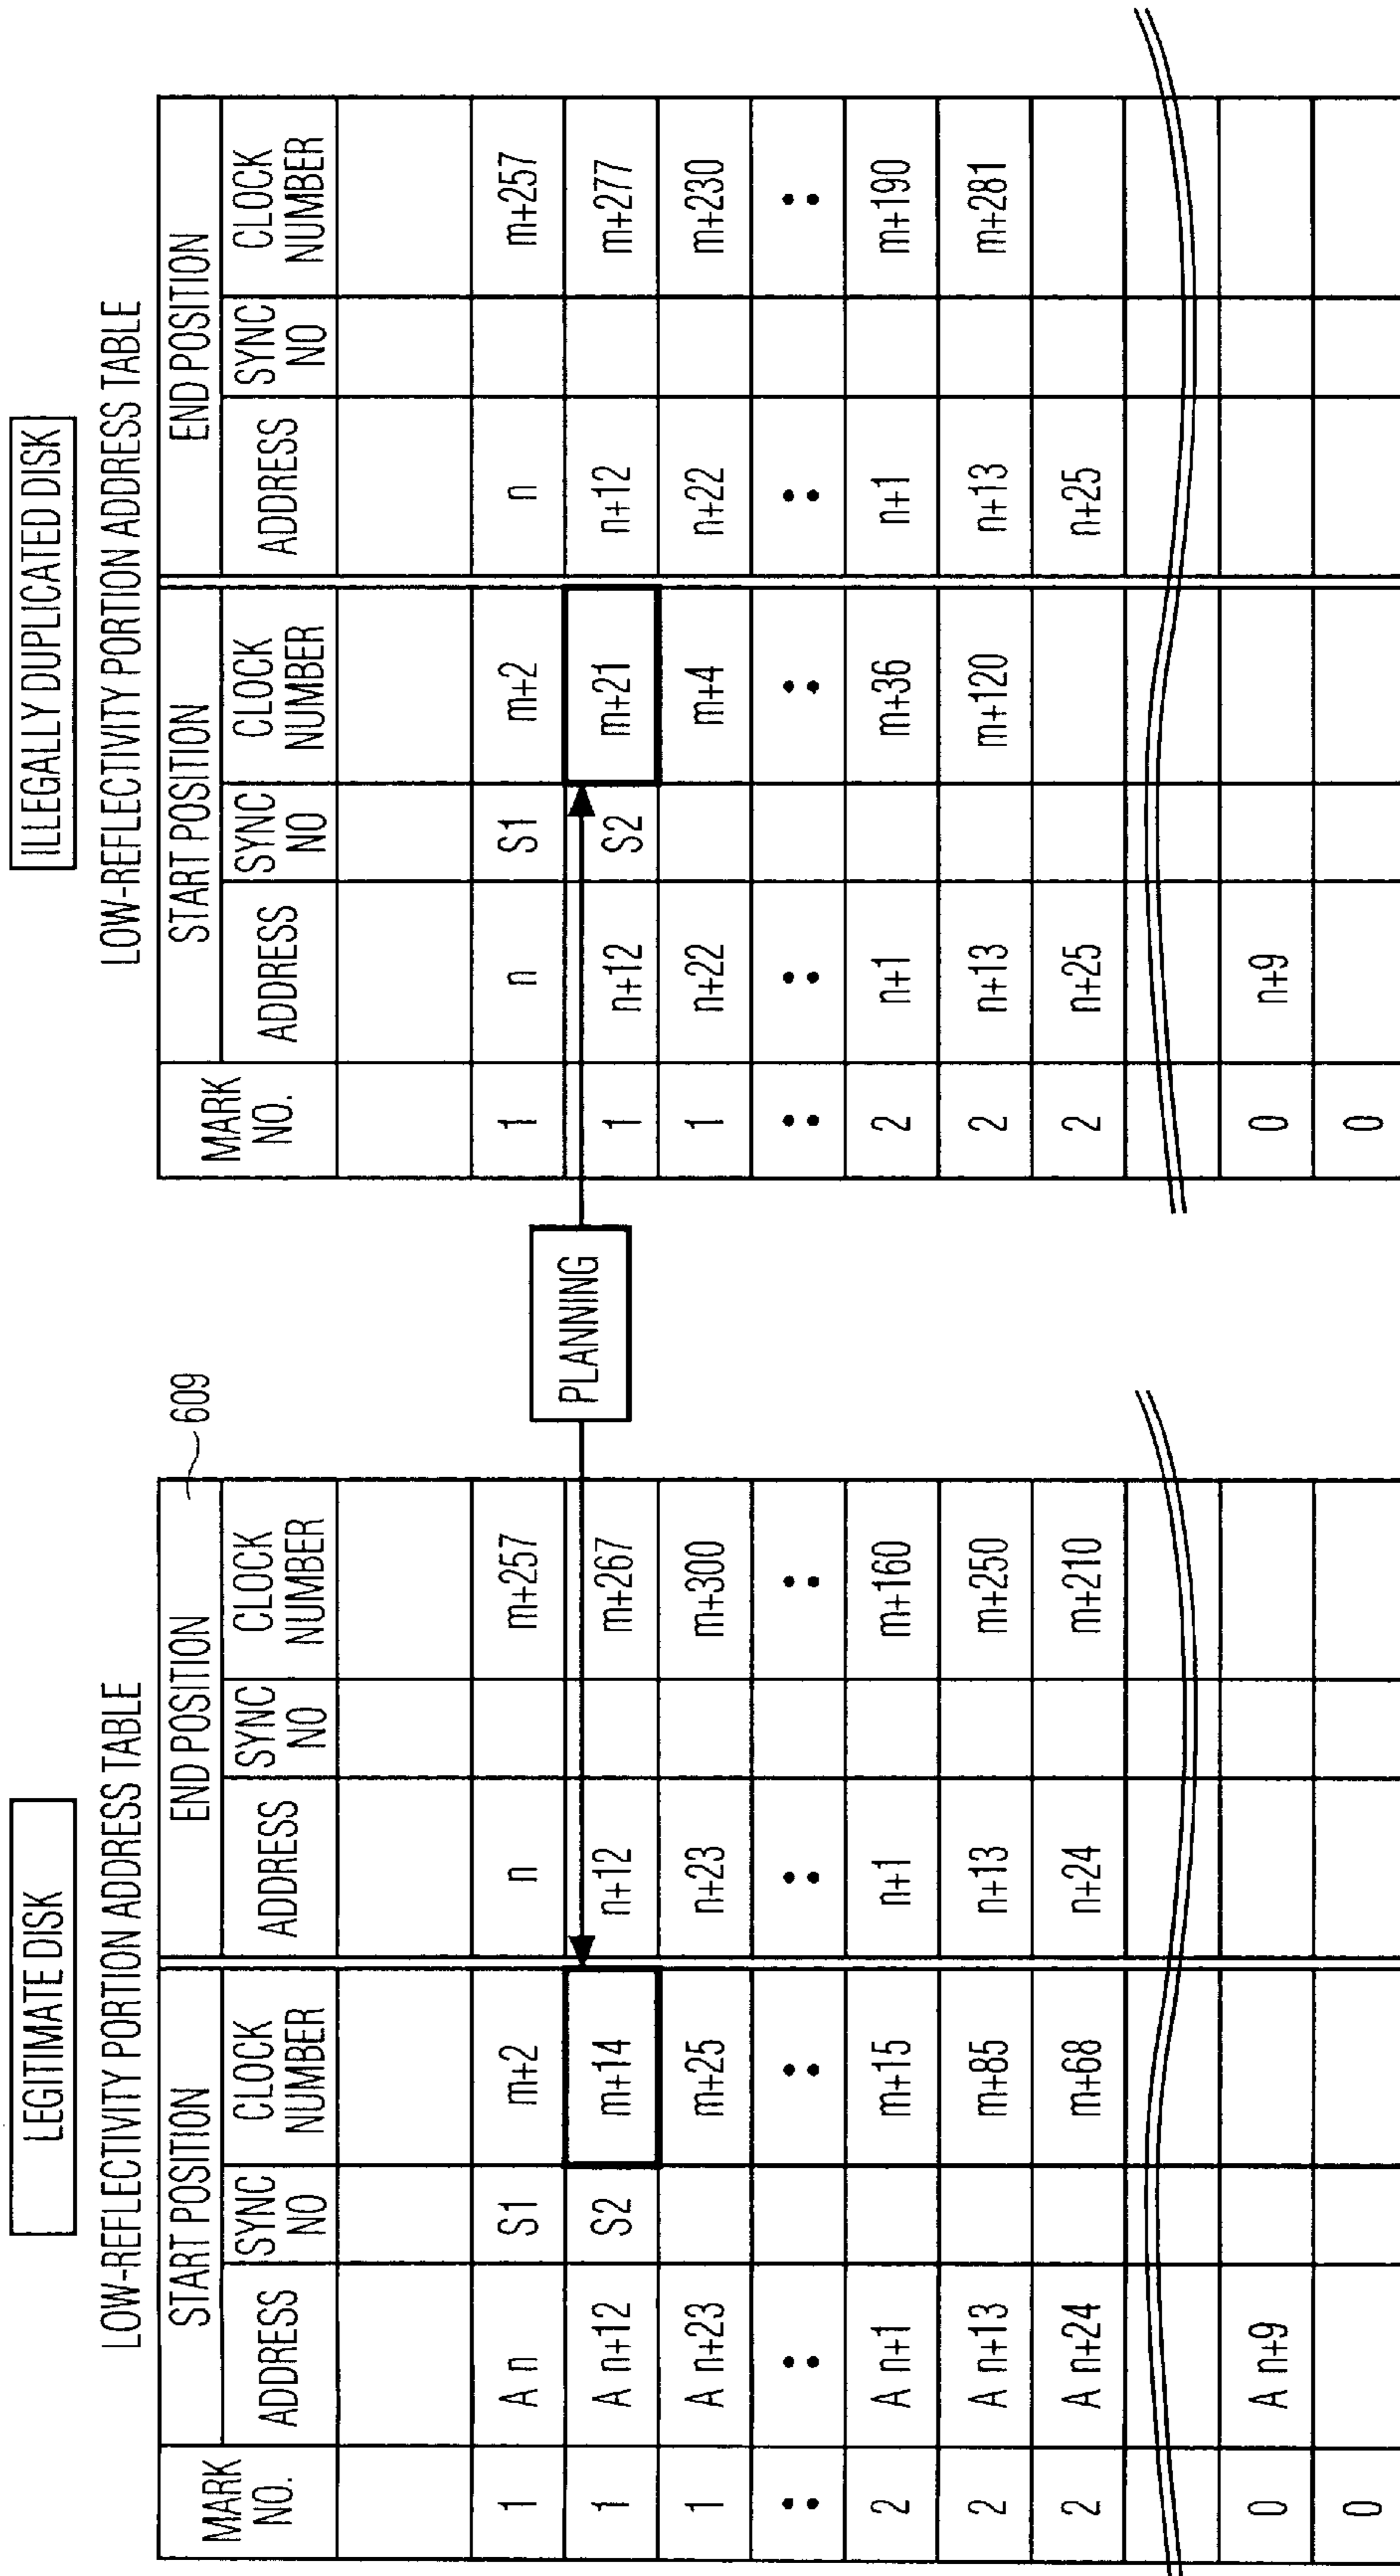 LEGITIMATE DISK
LOW-REFLECTIVITY PORTION ADDRESS TABLE
609
MARK NO. START POSITION END POSITION
ADDRESS SYNC NO CLOCK NUMBER ADDRESS SYNC NO CLOCK NUMBER
1 A n S1 m+2 n m+257
1 A n+12 S2 m+14 n+12 m+267
1 A n+23 m+25 n+23 m+300
: : : : :
2 A n+1 m+15 n+1 m+160
2 A n+13 m+85 n+13 m+250
2 A n+24 m+68 n+24 m+210
0 A n+9
0
PLANNING
ILLEGALLY DUPLICATED DISK
LOW-REFLECTIVITY PORTION ADDRESS TABLE
MARK NO. START POSITION END POSITION
ADDRESS SYNC NO CLOCK NUMBER ADDRESS SYNC NO CLOCK NUMBER
1 n S1 m+2 n m+257
1 n+12 S2 m+21 n+12 m+277
1 n+22 m+4 n+22 m+230
: : : : :
2 n+1 m+36 n+1 m+190
2 n+13 m+120 n+13 m+281
2 n+25 n+25
0 n+9
0